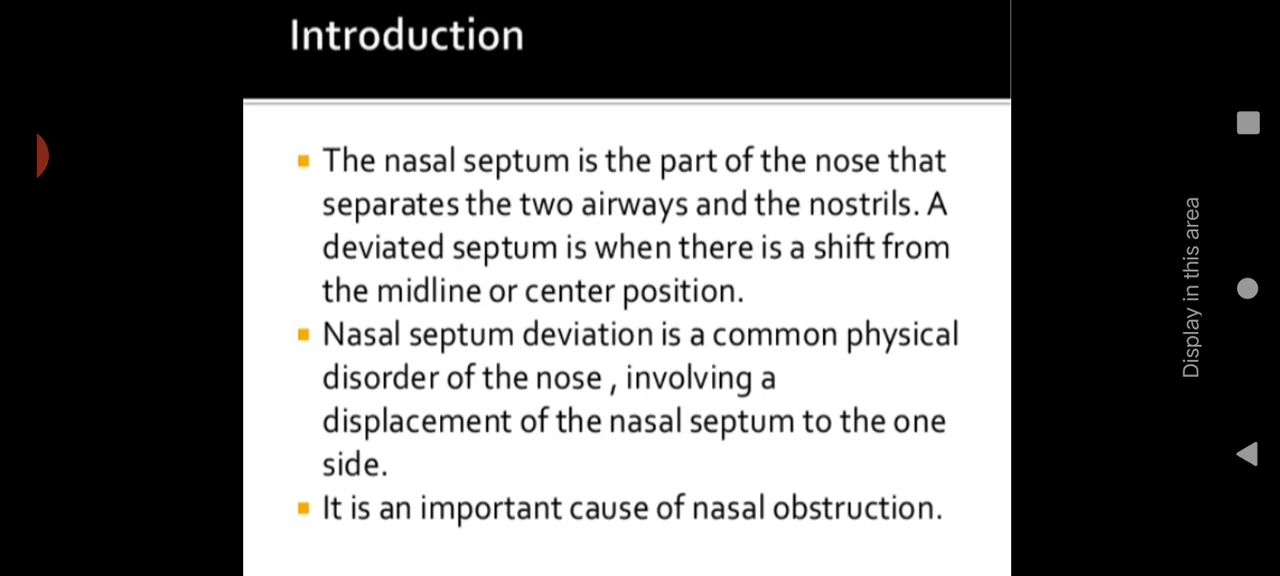 Introduction
The nasal septum is the part of the nose that
separates the two airways and the nostrils. A
deviated septum is when there is a shift from
the midline or center position.
Nasal septum deviation is a common physical
disorder of the nose , involving a
displacement of the nasal septum to the one
side.
It is an important cause of nasal obstruction.
Display in this area